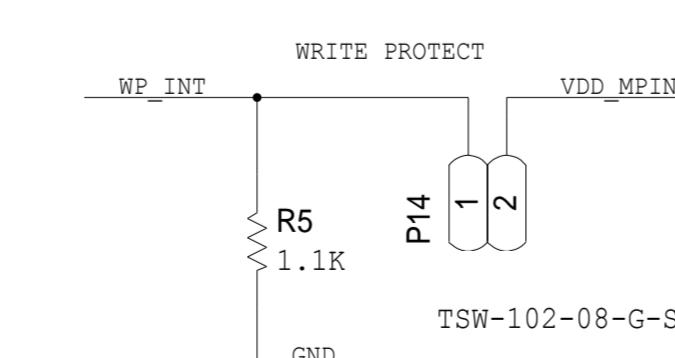 WRITE PROTECT
WP_INT
VDD_MPIN
P14
1
2
R5
1.1K
TSW-102-08-G-S
GND